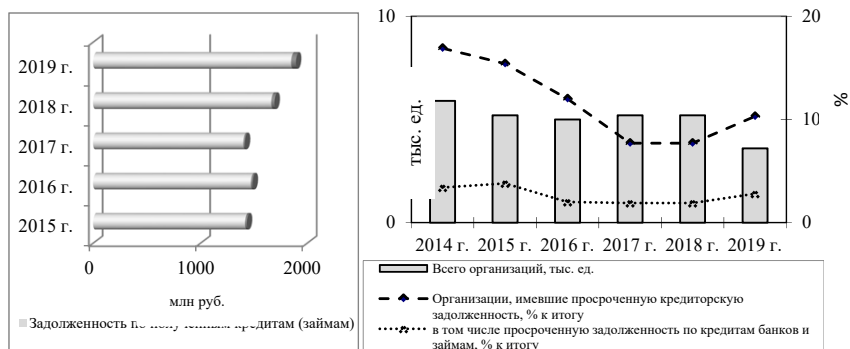 2019 г.
2018 г.
2017 г.
2016 г.
2015 г.
0 1000 2000
млн руб.
Задолженность по полученным кредитам (займам)
10
0
тыс. ед.
20
10
0
%
2014 г. 2015 г. 2016 г. 2017 г. 2018 г. 2019 г.
Всего организаций, тыс. ед.
Организации, имевшие просроченную кредиторскую
задолженность, % к итогу
в том числе просроченную задолженность по кредитам банков и
займам, % к итогу